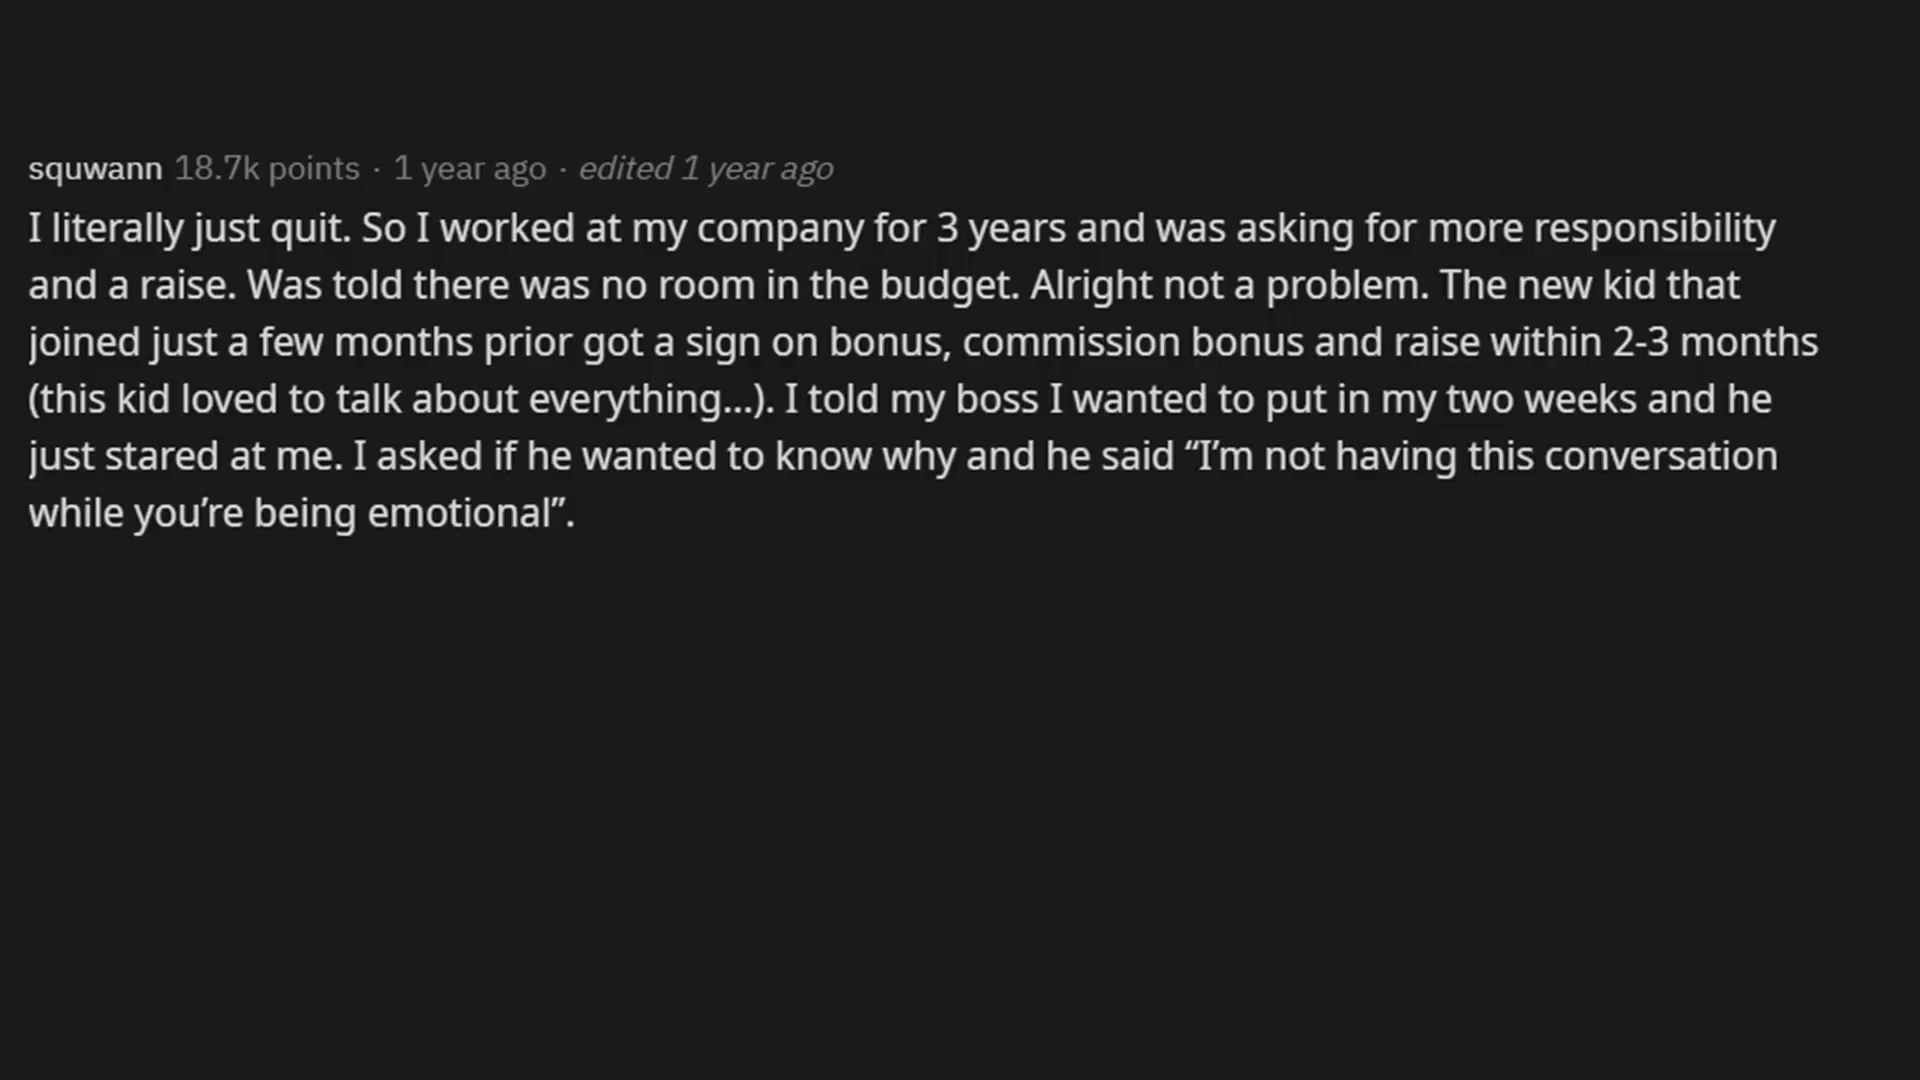 squwann 18.7k points · 1 year ago · edited 1 year ago
I literally just quit. So I worked at my company for 3 years and was asking for more responsibility
and a raise. Was told there was no room in the budget. Alright not a problem. The new kid that
joined just a few months prior got a sign on bonus, commission bonus and raise within 2-3 months
(this kid loved to talk about everything...). I told my boss I wanted to put in my two weeks and he
just stared at me. I asked if he wanted to know why and he said “I’m not having this conversation
while you’re being emotional”.